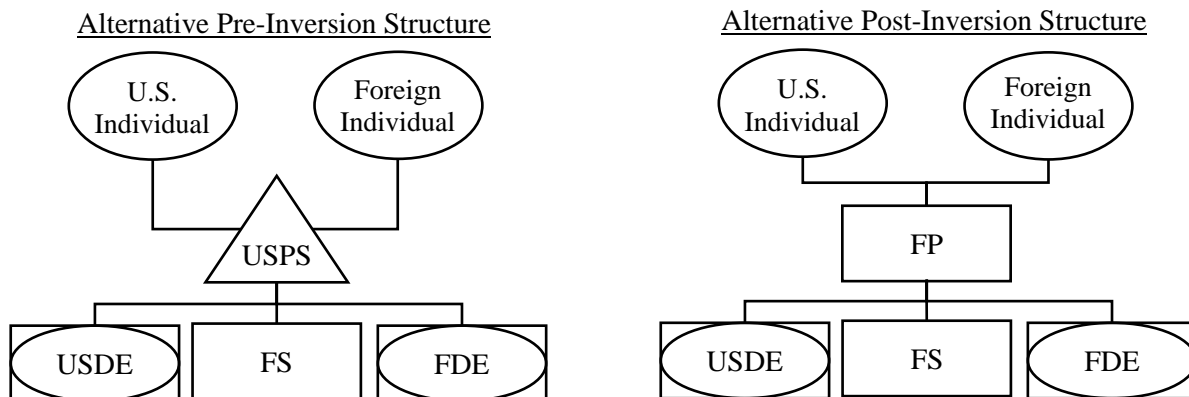 Alternative Pre-Inversion Structure
U.S.
Individual
Foreign
Individual
USPS
USDE
FS
FDE
Alternative Post-Inversion Structure
U.S.
Individual
Foreign
Individual
FP
USDE
FS
FDE